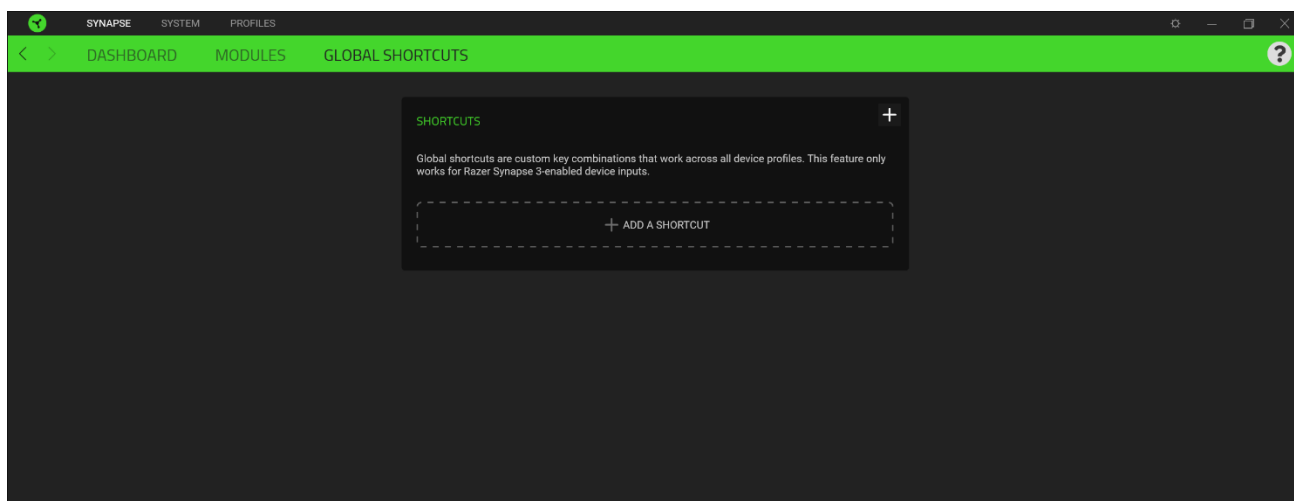 SYNAPSE SYSTEM PROFILES
DASHBOARD MODULES GLOBAL SHORTCUTS ?
SHORTCUTS
Global shortcuts are custom key combinations that work across all device profiles. This feature only
works for Razer Synapse 3-enabled device inputs.
ADD A SHORTCUT